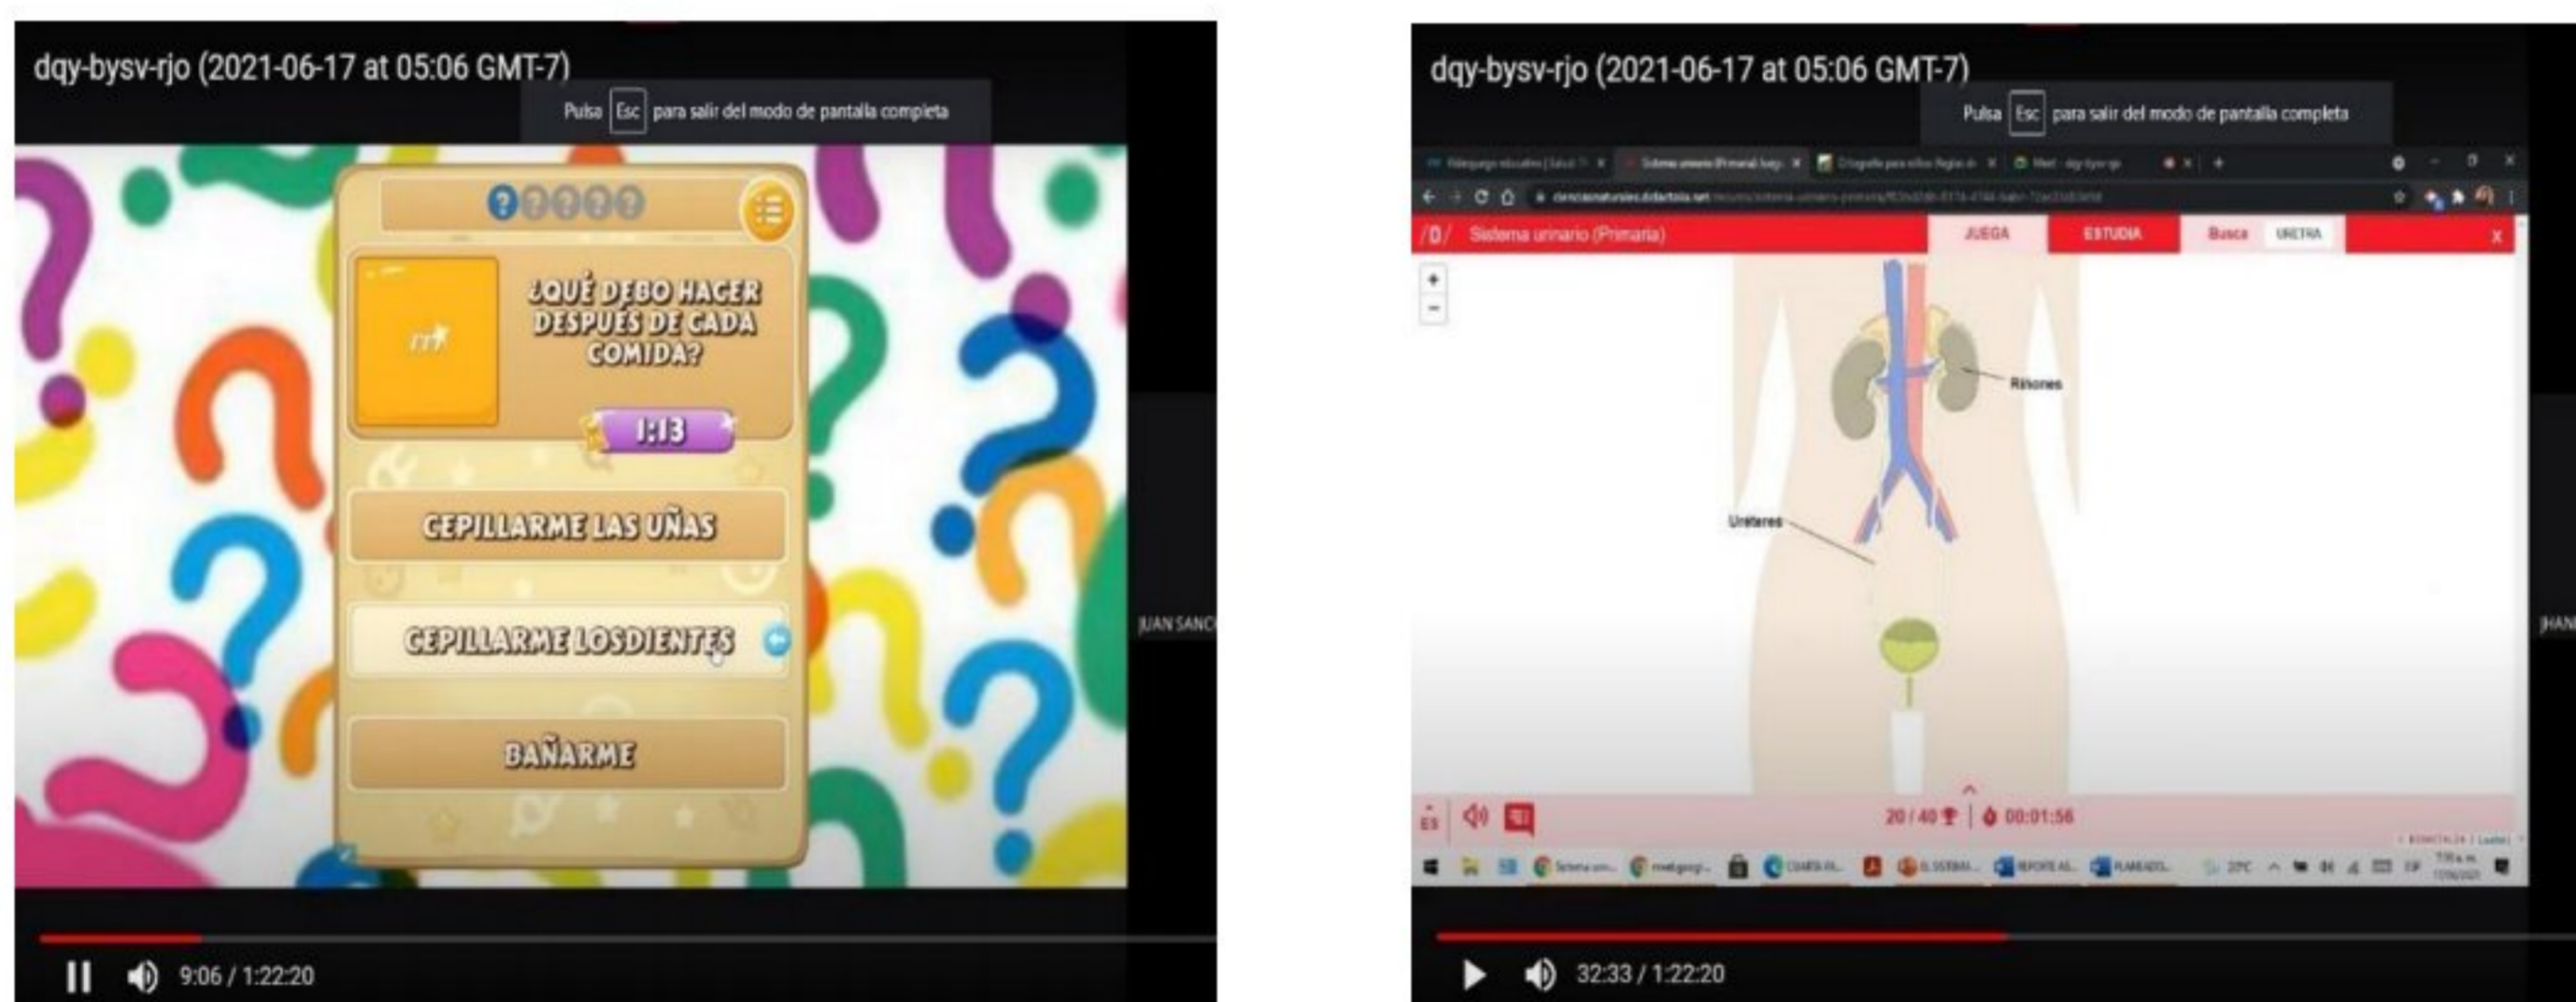 dqy-bysv-rjo (2021-06-17 at 05:06 GMT-7)
Pulsa Esc para salir del modo de pantalla completa
¿QUÉ DEBO HACER
DESPUÉS DE CADA
COMIDA?
1:13
CEPILLARME LAS UÑAS
CEPILLARME LOSDIENTES
BAÑARME
JUAN SANC
9:06 / 1:22:20
dqy-bysv-rjo (2021-06-17 at 05:06 GMT-7)
Pulsa Esc para salir del modo de pantalla completa
/D/ Sistema urinario (Primaria) JUEGA ESTUDIA Busca URETRA X
+
−
Riñones
Uréteres
JHAN
ES 20 / 40 00:01:56
32:33 / 1:22:20